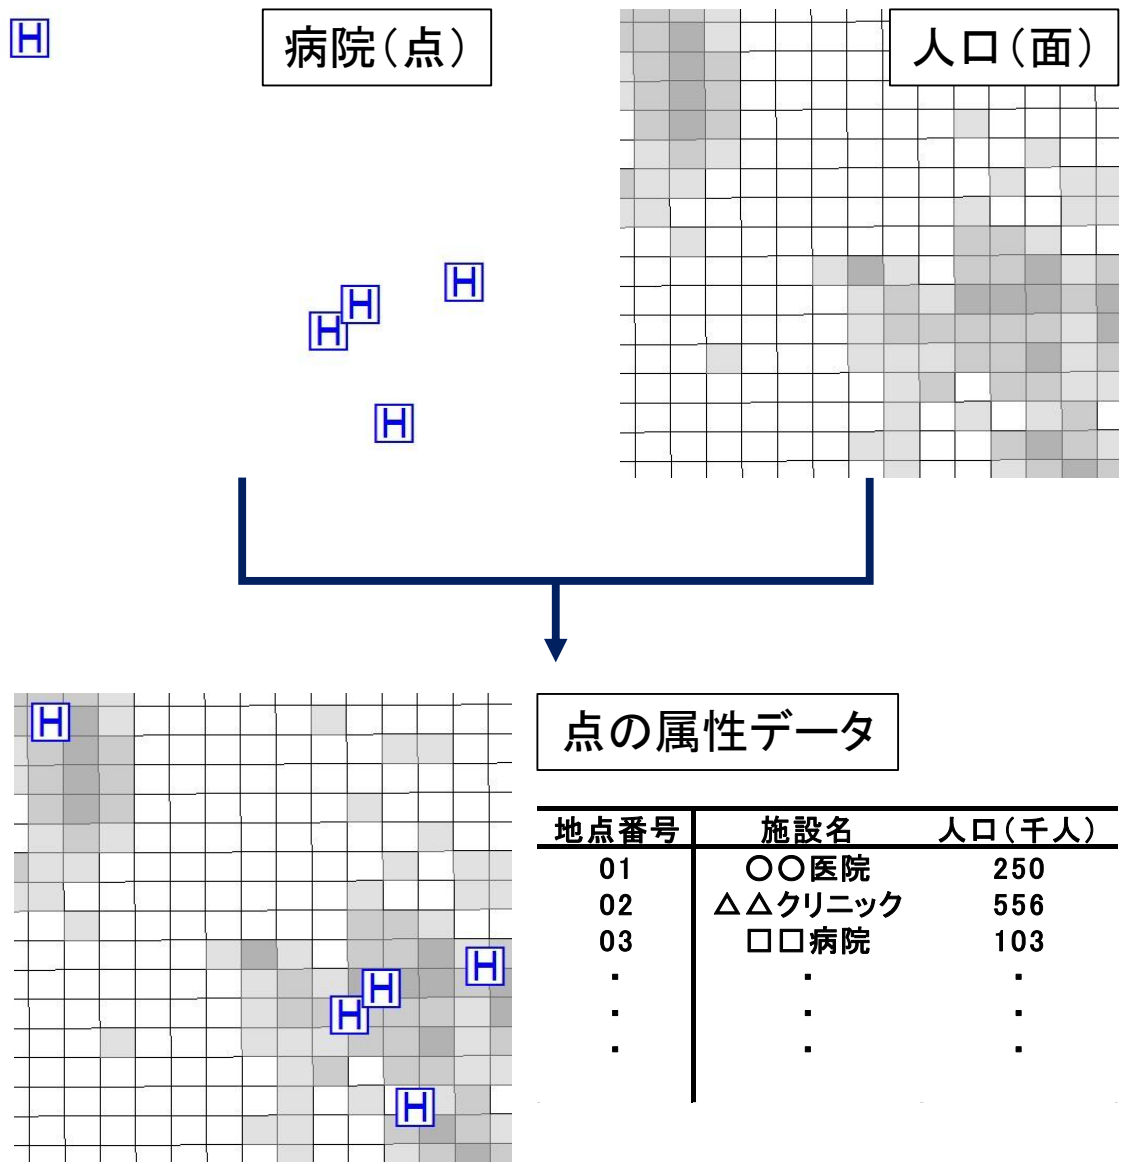 H
病院(点)
人口(面)
H
H
H
H
H
点の属性データ
地点番号 施設名 人口(千人)
01 〇〇医院 250
02 △△クリニック 556
03 □□病院 103
・ ・ ・
・ ・ ・
・ ・ ・
H
H
H
H